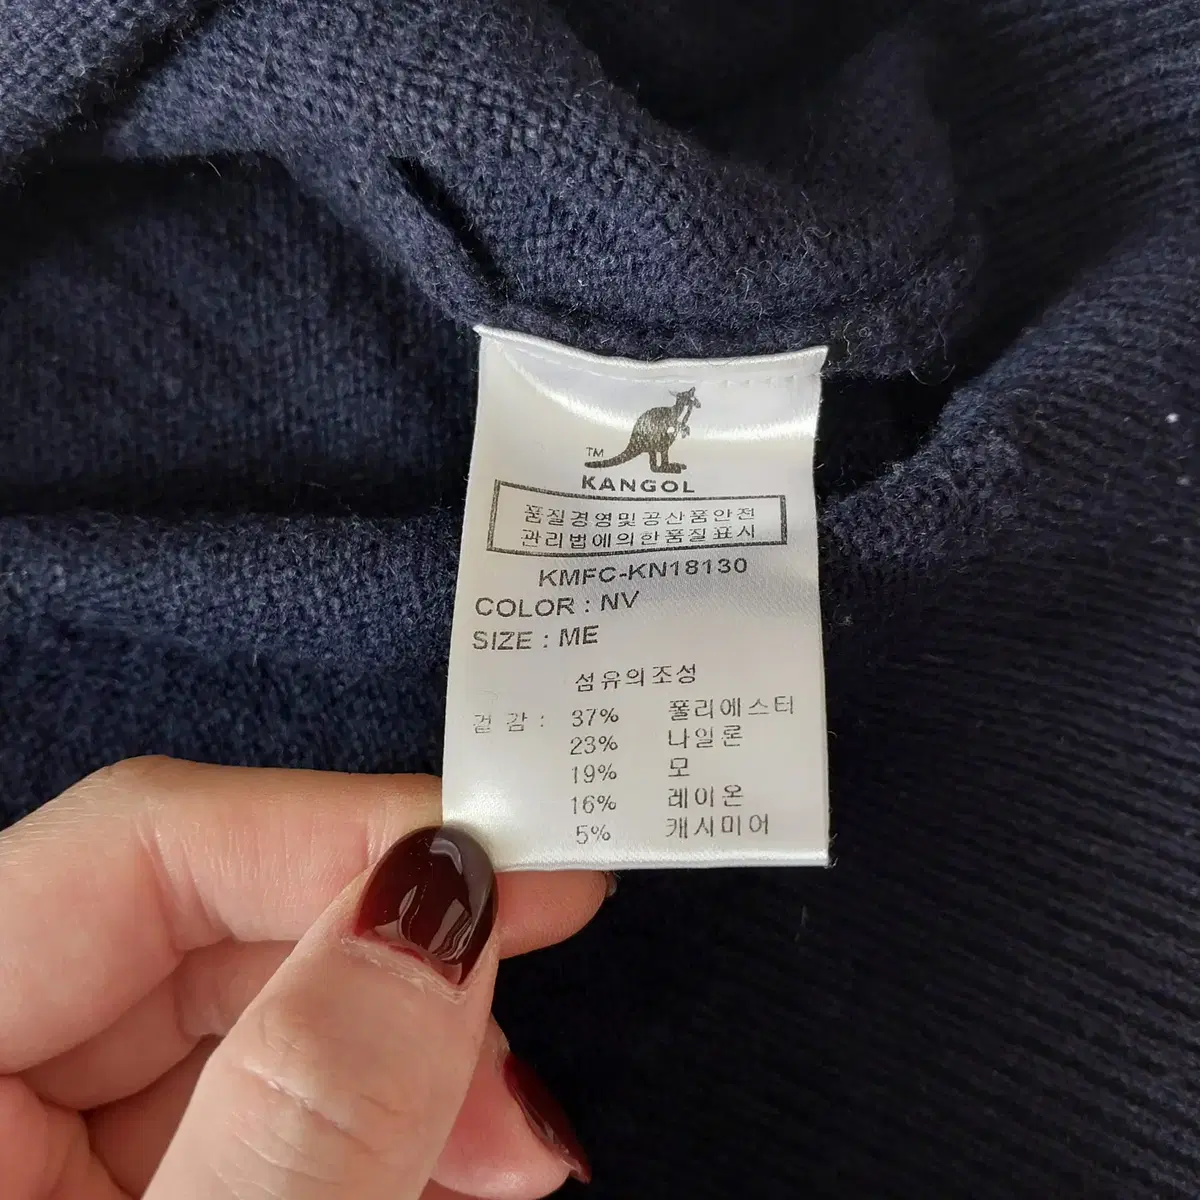 TM
KANGOL
품질경영및공산품안전
관리법에의한품질표시
KMFC-KN18130
COLOR : NV
SIZE : ME
섬유의조성
겉감 : 37% 폴리에스터
23% 나일론
19% 모
16% 레이온
5% 캐시미어